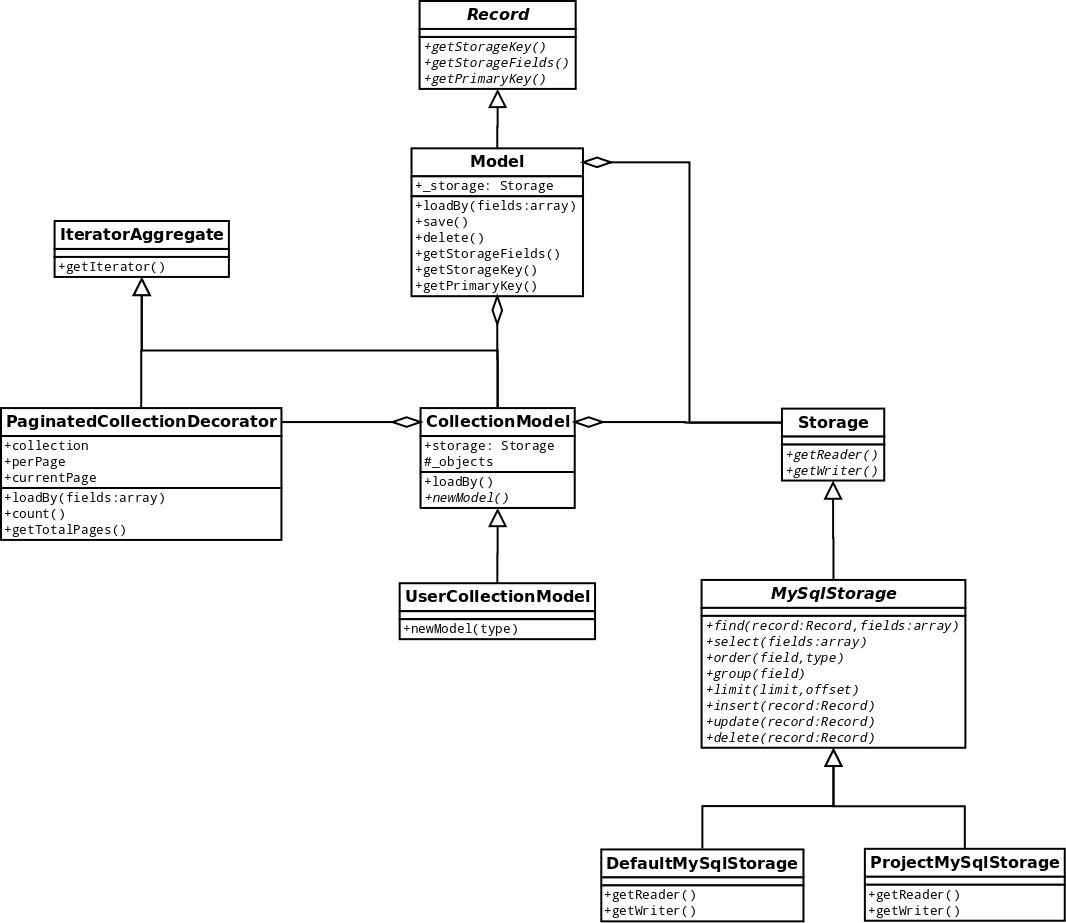 Record
+getStorageKey()
+getStorageFields()
+getPrimaryKey()
Model
+_storage: Storage
+loadBy(fields:array)
+save()
+delete()
+getStorageFields()
+getStorageKey()
+getPrimaryKey()
IteratorAggregate
+getIterator()
PaginatedCollectionDecorator
+collection
+perPage
+currentPage
+loadBy(fields:array)
+count()
+getTotalPages()
CollectionModel
+storage: Storage
#_objects
+loadBy()
+newModel()
Storage
+getReader()
+getWriter()
UserCollectionModel
+newModel(type)
MySqlStorage
+find(record:Record,fields:array)
+select(fields:array)
+order(field,type)
+group(field)
+limit(limit,offset)
+insert(record:Record)
+update(record:Record)
+delete(record:Record)
DefaultMySqlStorage
+getReader()
+getWriter()
ProjectMySqlStorage
+getReader()
+getWriter()